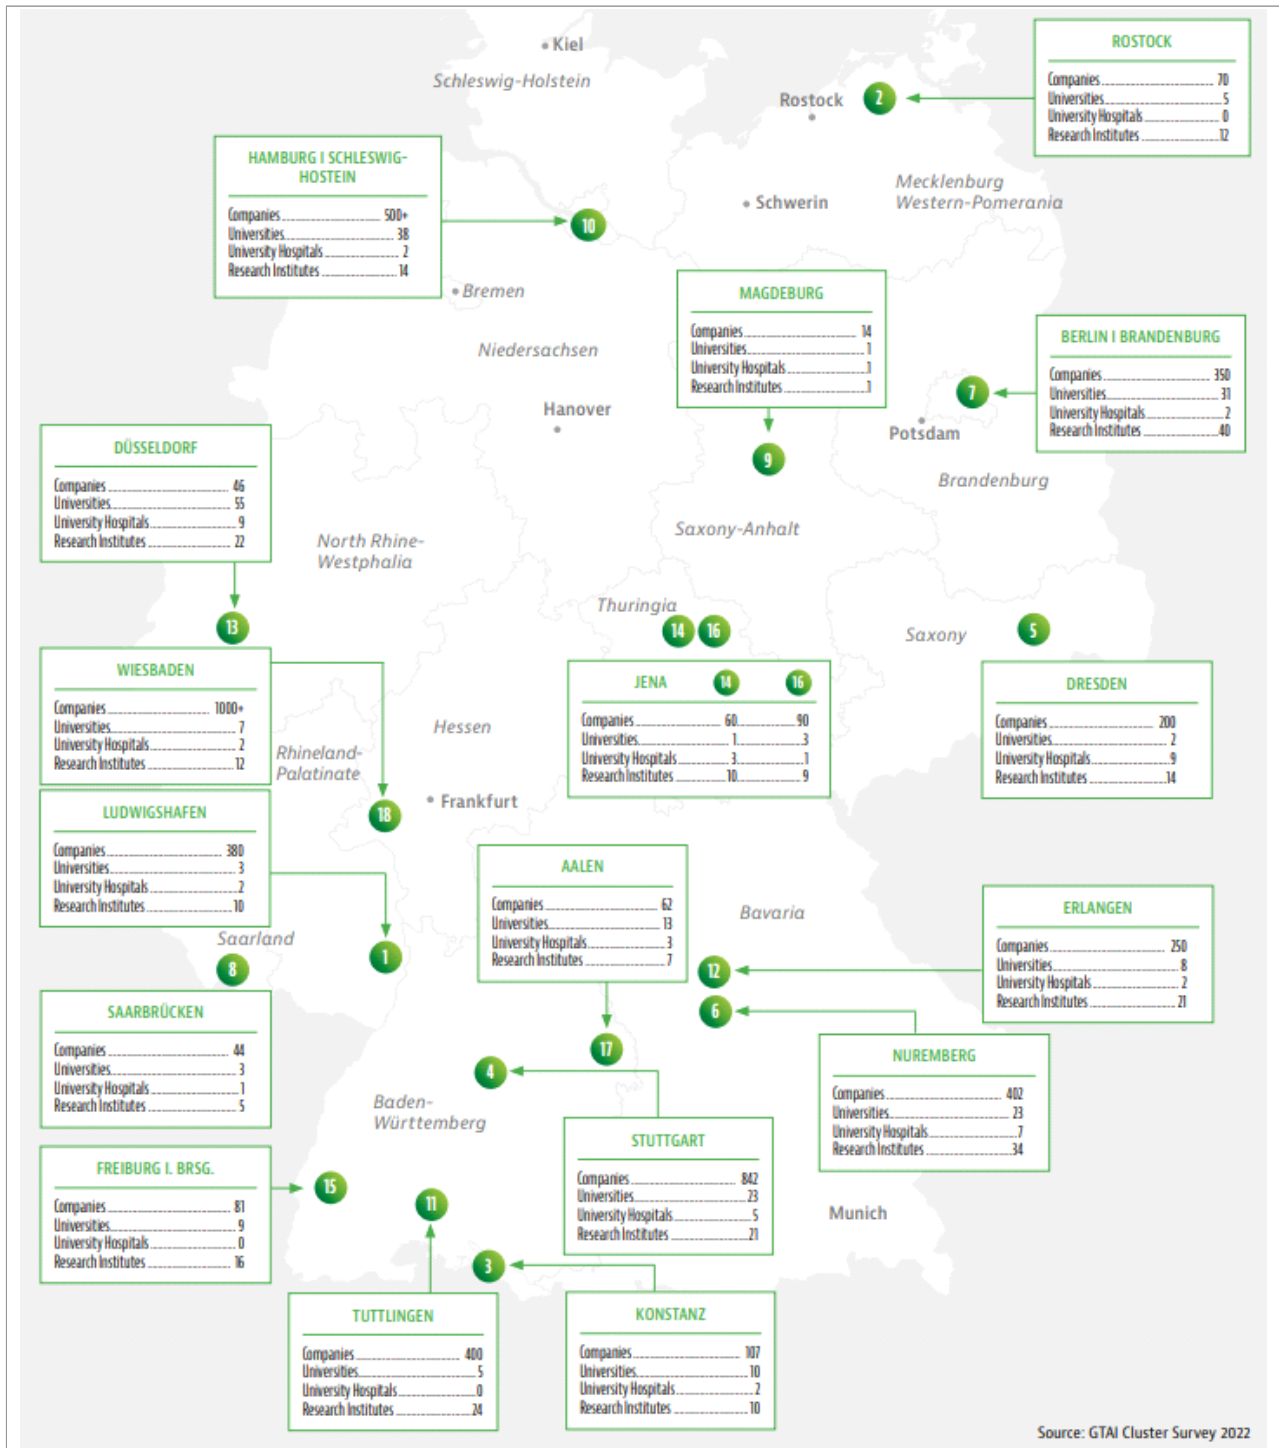 Kiel
Schleswig-Holstein
ROSTOCK
Companies 70
Universities 5
University Hospitals 0
Research Institutes 12
Rostock
2
HAMBURG I SCHLESWIG-
HOSTEIN
Companies 500+
Universities 38
University Hospitals 2
Research Institutes 14
10
Mecklenburg
Western-Pomerania
Schwerin
Bremen
MAGDEBURG
Companies 14
Universities 1
University Hospitals 1
Research Institutes 1
9
BERLIN I BRANDENBURG
Companies 350
Universities 31
University Hospitals 2
Research Institutes 40
7
Niedersachsen
Hanover
Potsdam
Brandenburg
DÜSSELDORF
Companies 46
Universities 55
University Hospitals 9
Research Institutes 22
13
North Rhine-
Westphalia
Saxony-Anhalt
Thuringia
14 16
Saxony
5
WIESBADEN
Companies 1000+
Universities 7
University Hospitals 2
Research Institutes 12
18
JENA 14 16
Companies 60 90
Universities 1 3
University Hospitals 3 1
Research Institutes 10 9
DRESDEN
Companies 200
Universities 2
University Hospitals 9
Research Institutes 14
Hessen
Rhineland-
Palatinate
Frankfurt
LUDWIGSHAFEN
Companies 380
Universities 3
University Hospitals 2
Research Institutes 10
1
AALEN
Companies 62
Universities 13
University Hospitals 3
Research Institutes 7
17
Bavaria
ERLANGEN
Companies 250
Universities 8
University Hospitals 2
Research Institutes 21
12
Saarland
8
SAARBRÜCKEN
Companies 44
Universities 3
University Hospitals 1
Research Institutes 5
6
NUREMBERG
Companies 402
Universities 23
University Hospitals 7
Research Institutes 34
4
Baden-
Württemberg
STUTTGART
Companies 842
Universities 23
University Hospitals 5
Research Institutes 21
FREIBURG I. BRSG.
Companies 81
Universities 9
University Hospitals 0
Research Institutes 16
15
11
Munich
3
TUTTLINGEN
Companies 400
Universities 5
University Hospitals 0
Research Institutes 24
KONSTANZ
Companies 107
Universities 10
University Hospitals 2
Research Institutes 10
Source: GTAI Cluster Survey 2022